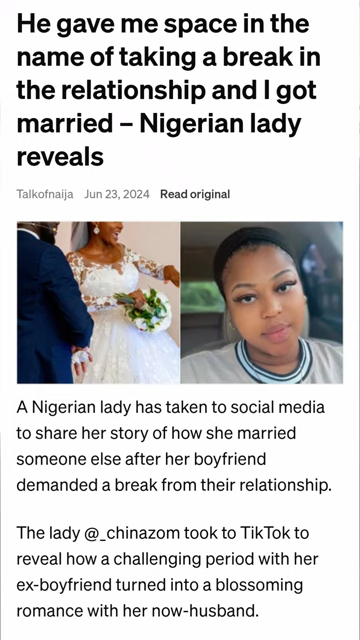 He gave me space in the
name of taking a break in
the relationship and I got
married – Nigerian lady
reveals
Talkofnaija Jun 23, 2024 Read original
A Nigerian lady has taken to social media
to share her story of how she married
someone else after her boyfriend
demanded a break from their relationship.
The lady @_chinazom took to TikTok to
reveal how a challenging period with her
ex-boyfriend turned into a blossoming
romance with her now-husband.